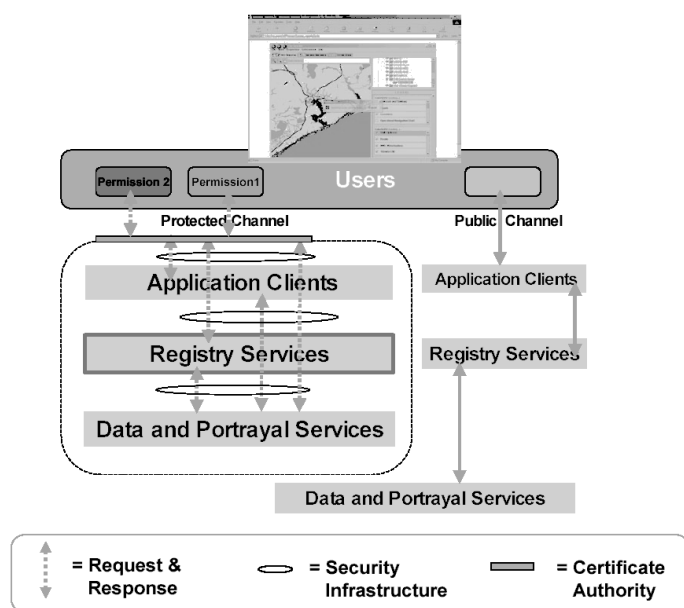 Permission 2
Permission1
Users
Protected Channel
Public Channel
Application Clients
Application Clients
Registry Services
Registry Services
Data and Portrayal Services
Data and Portrayal Services
= Request &
Response
= Security
Infrastructure
= Certificate
Authority